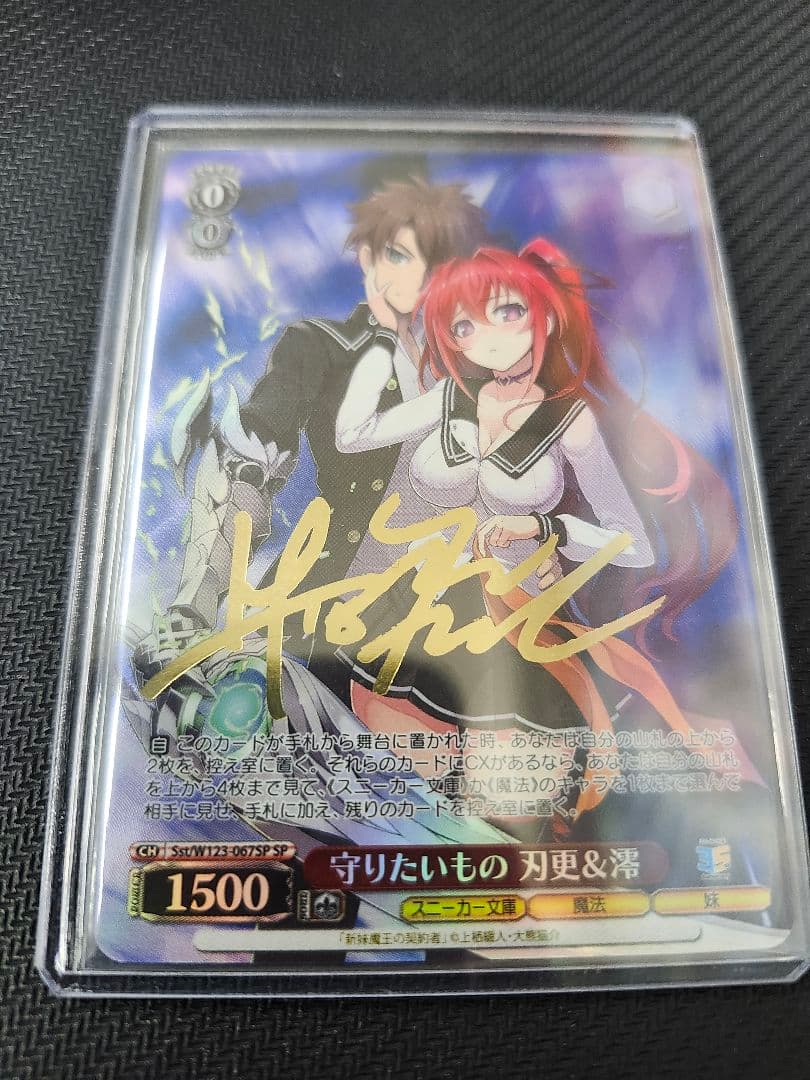 0
0
自 このカードが手札から舞台に置かれた時、あなたは自分の山札の上から
2枚を、控え室に置く。それらのカードにCXがあるなら、あなたは自分の山札
を上から4枚まで見て、《スニーカー文庫》か《魔法》のキャラを1枚まで選んで
相手に見せ、手札に加え、残りのカードを控え室に置く。
CH Sst/W123-067SP SP
守りたいもの 刃更&澪
1500
スニーカー文庫 魔法 妹
「新妹魔王の契約者」©上栖綴人・大熊猫介